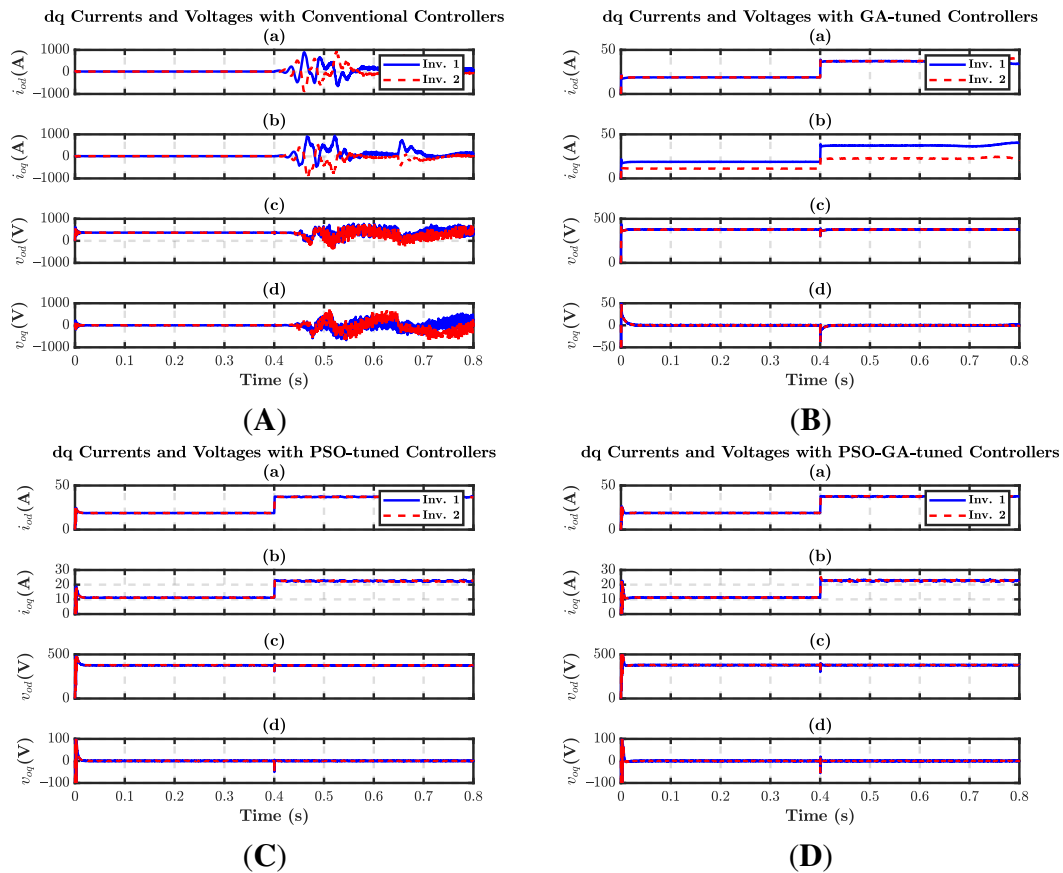 dq Currents and Voltages with Conventional Controllers
(a)
1000
0
−1000
i_od(A)
Inv. 1
Inv. 2
(b)
1000
0
−1000
i_oq(A)
(c)
1000
0
−1000
v_od(V)
(d)
1000
0
−1000
v_oq(V)
0 0.1 0.2 0.3 0.4 0.5 0.6 0.7 0.8
Time (s)
(A)
dq Currents and Voltages with GA-tuned Controllers
(a)
50
0
i_od(A)
Inv. 1
Inv. 2
(b)
50
0
i_oq(A)
(c)
500
0
v_od(V)
(d)
50
0
−50
v_oq(V)
0 0.1 0.2 0.3 0.4 0.5 0.6 0.7 0.8
Time (s)
(B)
dq Currents and Voltages with PSO-tuned Controllers
(a)
50
0
i_od(A)
Inv. 1
Inv. 2
(b)
30
20
10
0
i_oq(A)
(c)
500
0
v_od(V)
(d)
100
0
−100
v_oq(V)
0 0.1 0.2 0.3 0.4 0.5 0.6 0.7 0.8
Time (s)
(C)
dq Currents and Voltages with PSO-GA-tuned Controllers
(a)
50
0
i_od(A)
Inv. 1
Inv. 2
(b)
30
20
10
0
i_oq(A)
(c)
500
0
v_od(V)
(d)
100
0
−100
v_oq(V)
0 0.1 0.2 0.3 0.4 0.5 0.6 0.7 0.8
Time (s)
(D)